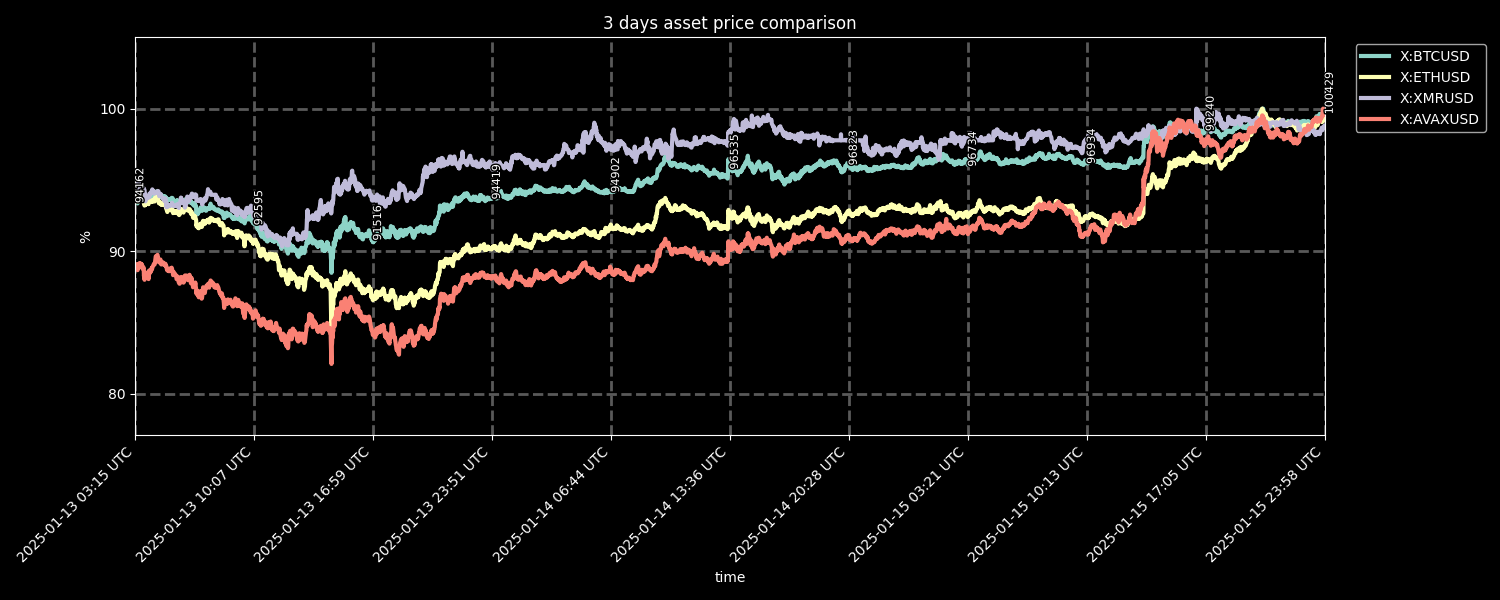 3 days asset price comparison
X:BTCUSD
X:ETHUSD
X:XMRUSD
X:AVAXUSD
%
100
90
80
94162
92595
91516
94419
94902
96535
96823
96734
96934
99240
100429
2025-01-13 03:15 UTC
2025-01-13 10:07 UTC
2025-01-13 16:59 UTC
2025-01-13 23:51 UTC
2025-01-14 06:44 UTC
2025-01-14 13:36 UTC
2025-01-14 20:28 UTC
2025-01-15 03:21 UTC
2025-01-15 10:13 UTC
2025-01-15 17:05 UTC
2025-01-15 23:58 UTC
time